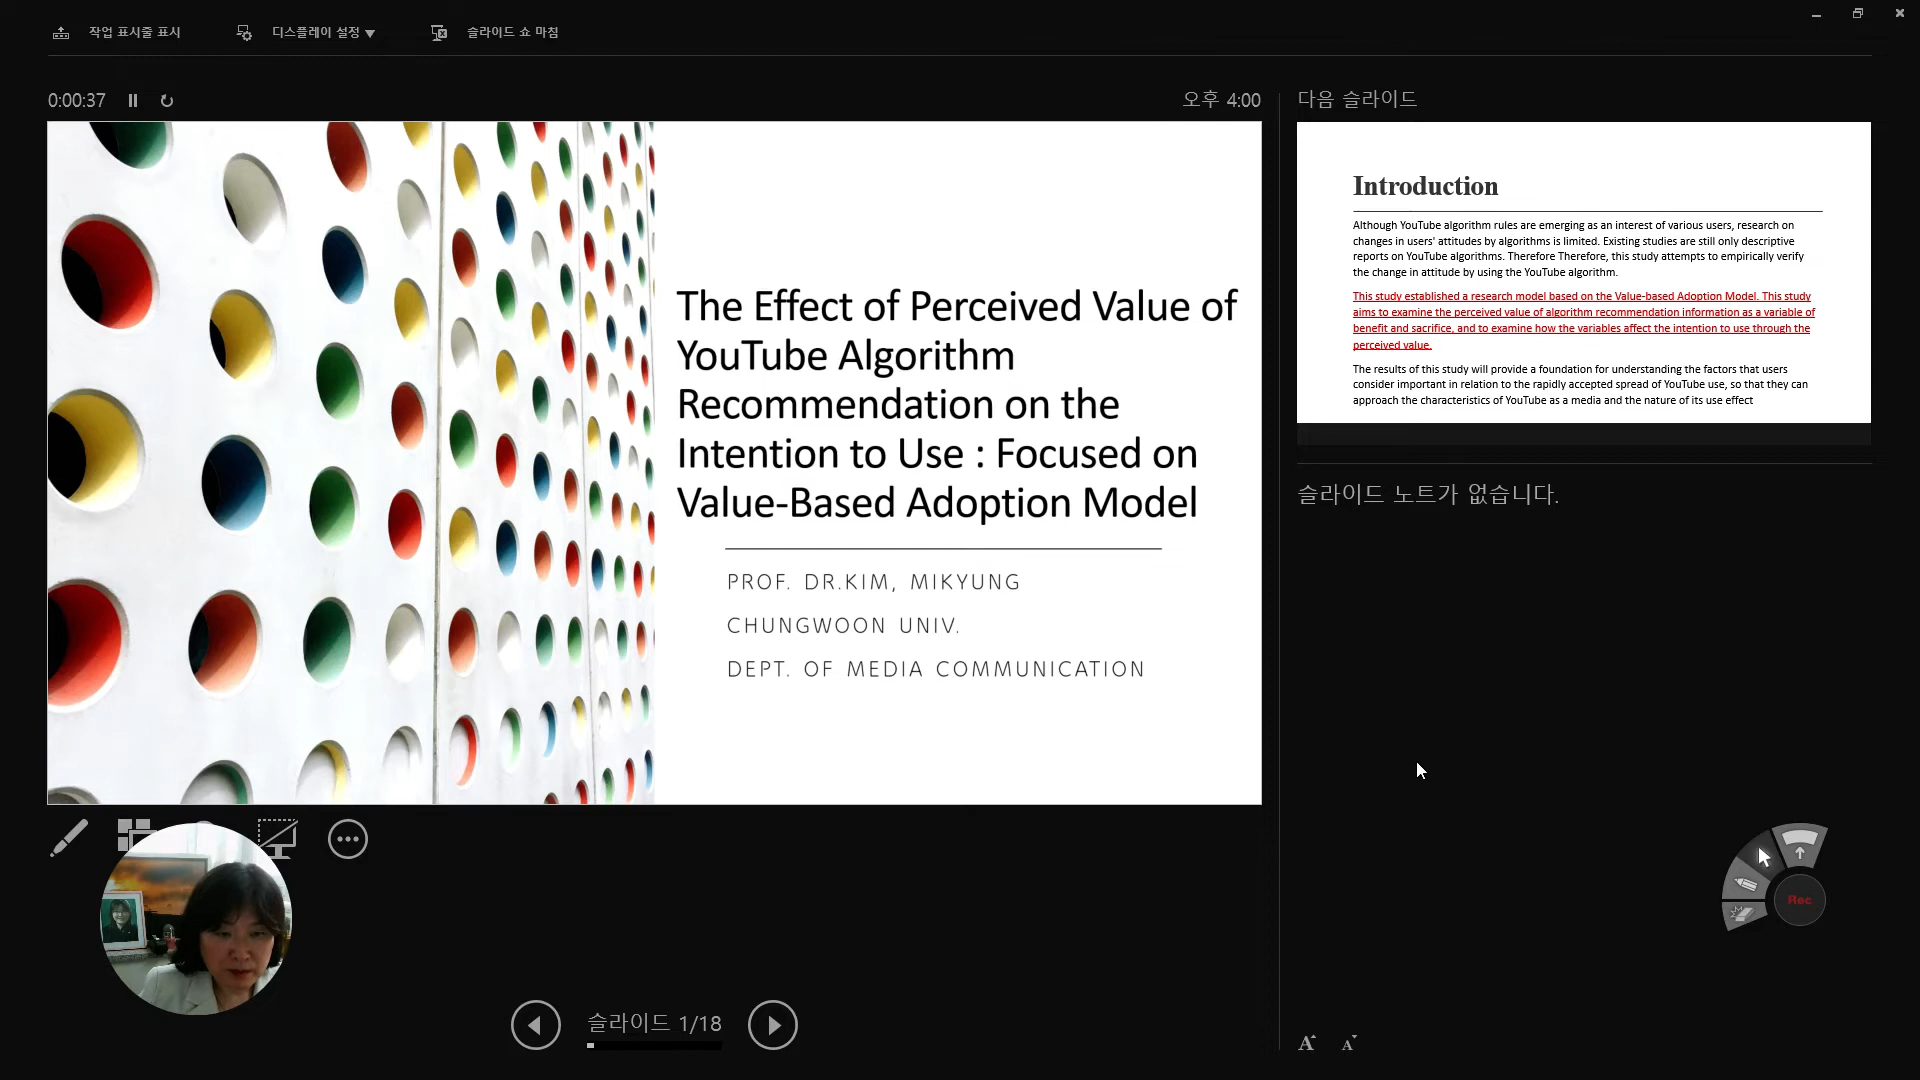 작업 표시줄 표시
디스플레이 설정 ▼
슬라이드 쇼 마침
0:00:37
오후 4:00
The Effect of Perceived Value of
YouTube Algorithm
Recommendation on the
Intention to Use : Focused on
Value-Based Adoption Model
PROF. DR.KIM, MIKYUNG
CHUNGWOON UNIV.
DEPT. OF MEDIA COMMUNICATION
슬라이드 1/18
다음 슬라이드
Introduction
Although YouTube algorithm rules are emerging as an interest of various users, research on
changes in users' attitudes by algorithms is limited. Existing studies are still only descriptive
reports on YouTube algorithms. Therefore Therefore, this study attempts to empirically verify
the change in attitude by using the YouTube algorithm.
This study established a research model based on the Value-based Adoption Model. This study
aims to examine the perceived value of algorithm recommendation information as a variable of
benefit and sacrifice, and to examine how the variables affect the intention to use through the
perceived value.
The results of this study will provide a foundation for understanding the factors that users
consider important in relation to the rapidly accepted spread of YouTube use, so that they can
approach the characteristics of YouTube as a media and the nature of its use effect
슬라이드 노트가 없습니다.
Rec
A A